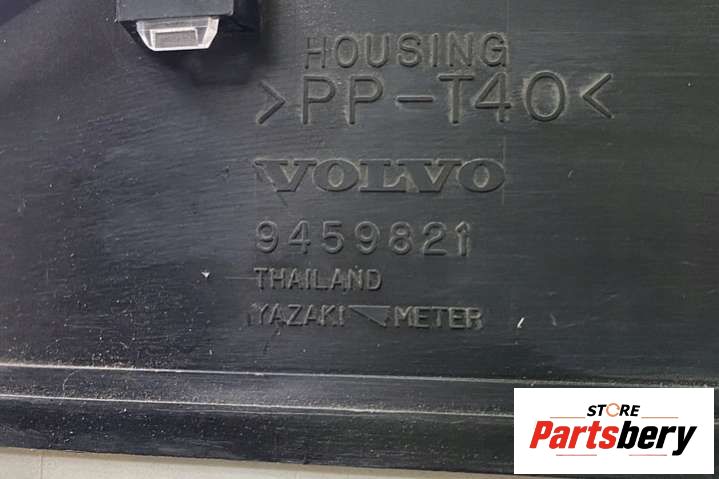 HOUSING
>PP-T40<
VOLVO
9459821
THAILAND
YAZAKI METER
STORE
Partsbery